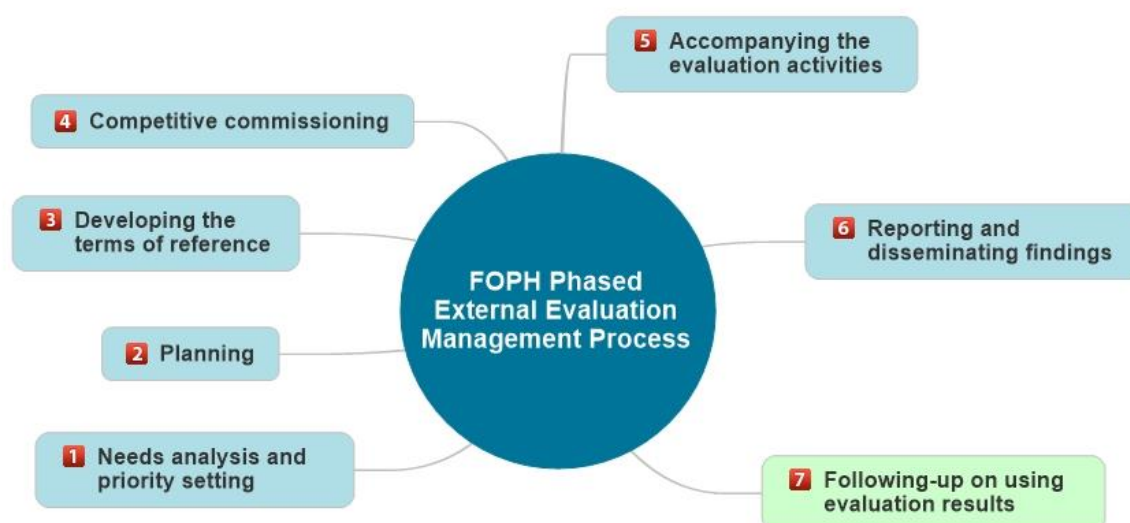 5 Accompanying the
evaluation activities
4 Competitive commissioning
3 Developing the
terms of reference
6 Reporting and
disseminating findings
FOPH Phased
External Evaluation
Management Process
2 Planning
1 Needs analysis and
priority setting
7 Following-up on using
evaluation results